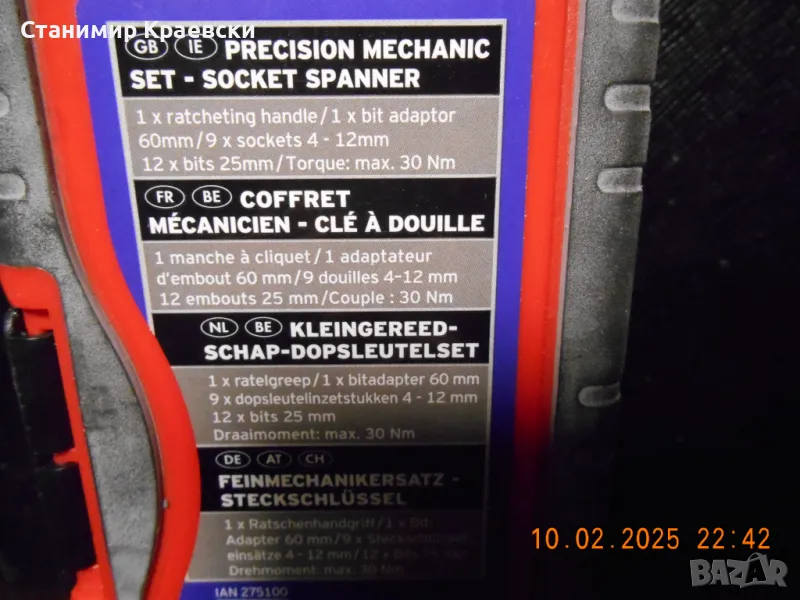 Станимир Краевски
GB IE PRECISION MECHANIC
SET - SOCKET SPANNER
1 x ratcheting handle / 1 x bit adaptor
60mm / 9 x sockets 4 - 12mm
12 x bits 25mm / Torque: max. 30 Nm
FR BE COFFRET
MÉCANICIEN - CLÉ À DOUILLE
1 manche à cliquet / 1 adaptateur
d'embout 60 mm / 9 douilles 4-12 mm
12 embouts 25 mm / Couple : 30 Nm
NL BE KLEINGEREED-
SCHAP-DOPSLEUTELSET
1 x ratelgreep / 1 x bitadapter 60 mm
9 x dopsleutelinzetstukken 4 - 12 mm
12 x bits 25 mm
Draaimoment: max. 30 Nm
DE AT CH
FEINMECHANIKERSATZ -
STECKSCHLÜSSEL
1 x Ratschenhandgriff / 1 x Bit-
Adapter 60 mm / 9 x Steckschlüssel-
einsätze 4 - 12 mm / 12 x Bits 25 mm
Drehmoment: max. 30 Nm
IAN 275100
10.02.2025 22:42
BAZAR